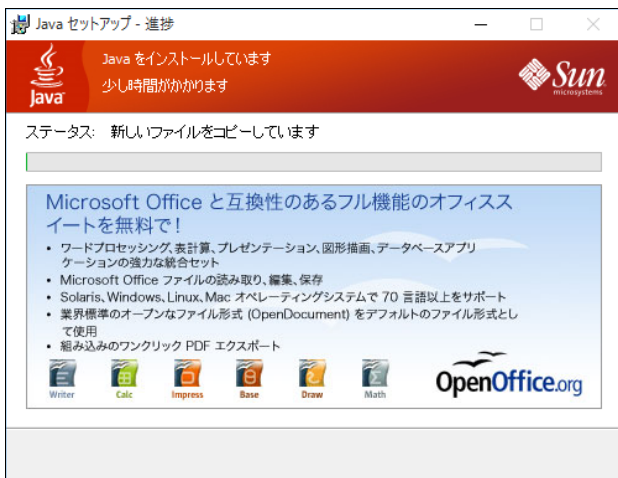 Java セットアップ - 進捗
Java をインストールしています
少し時間がかかります
Java
Sun
microsystems
ステータス: 新しいファイルをコピーしています
Microsoft Office と互換性のあるフル機能のオフィスス
イートを無料で!
• ワードプロセッシング、表計算、プレゼンテーション、図形描画、データベースアプリ
ケーションの強力な統合セット
• Microsoft Office ファイルの読み取り、編集、保存
• Solaris、Windows、Linux、Mac オペレーティングシステムで 70 言語以上をサポート
• 業界標準のオープンなファイル形式 (OpenDocument) をデフォルトのファイル形式とし
て使用
• 組み込みのワンクリック PDF エクスポート
Writer Calc Impress Base Draw Math
OpenOffice.org